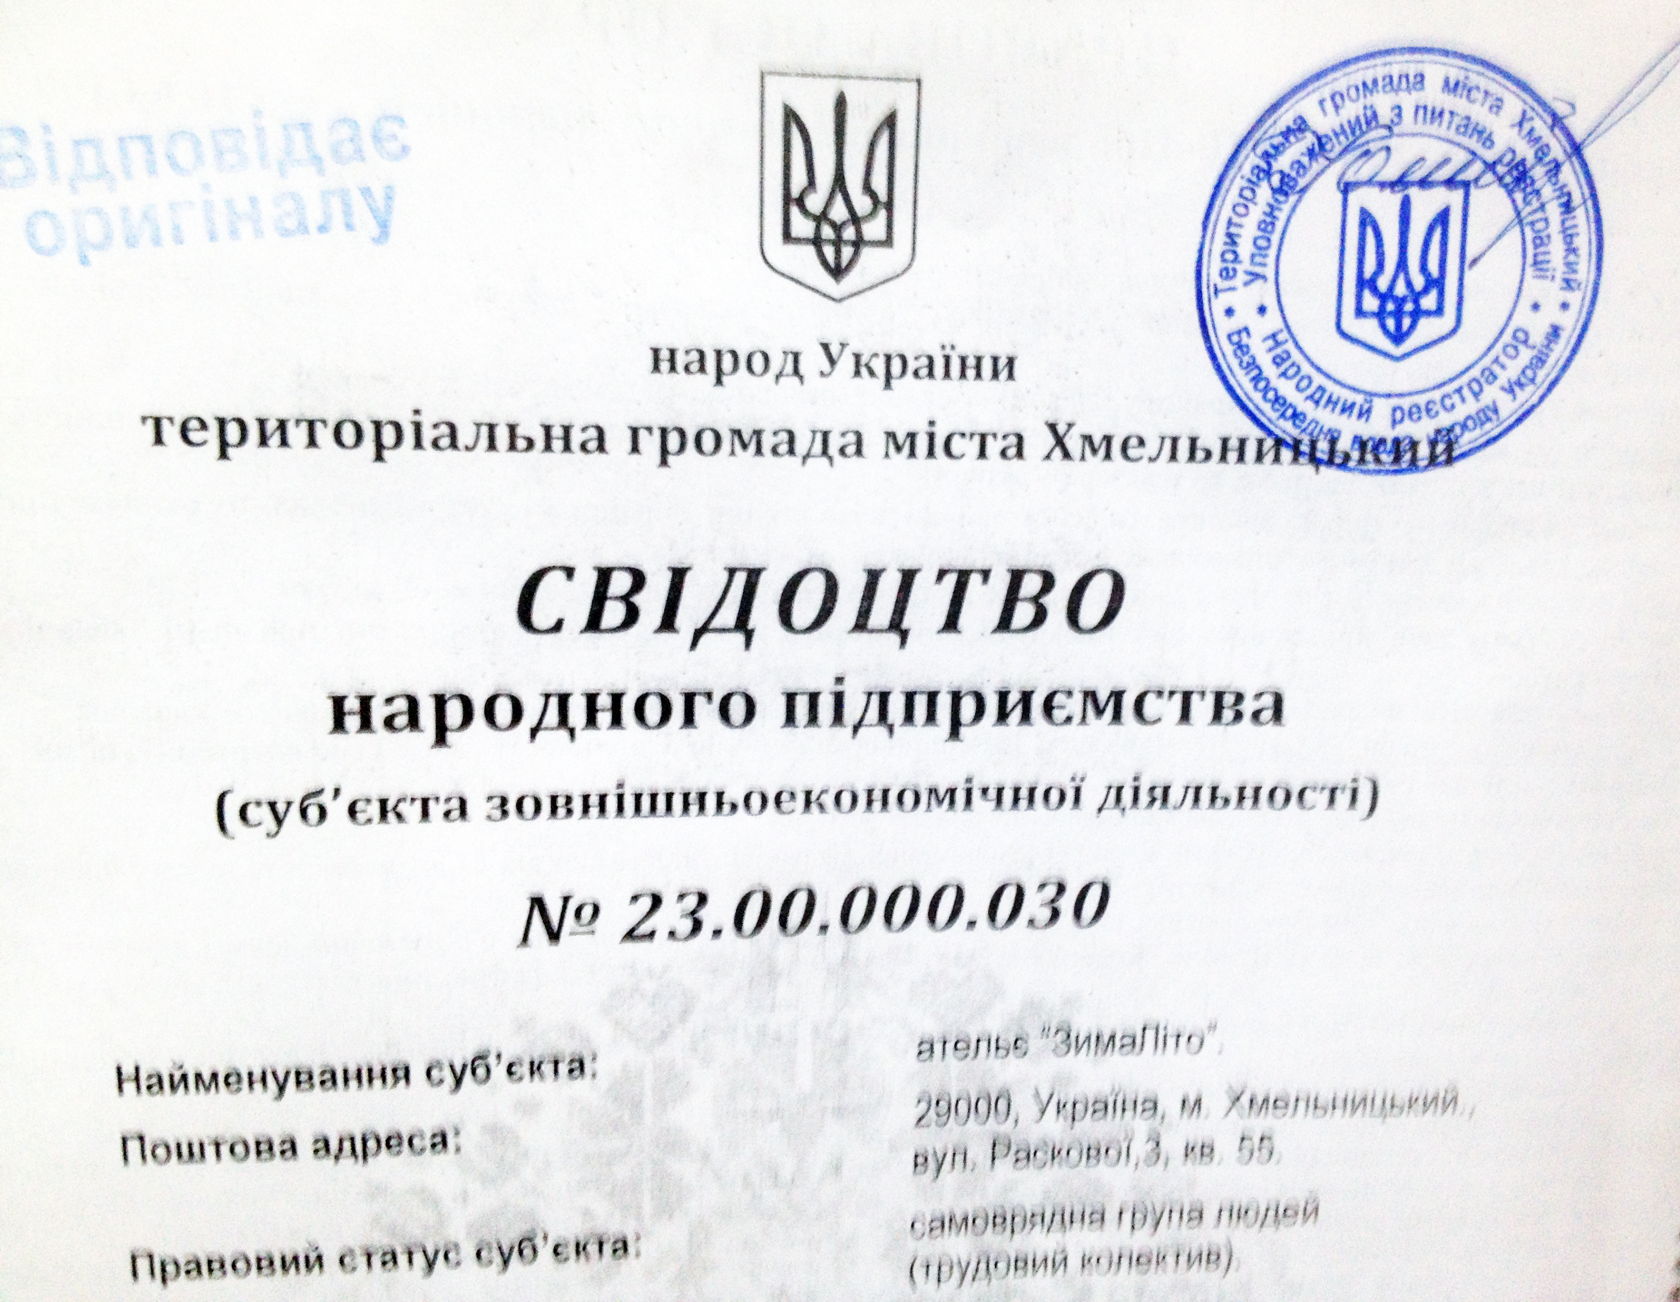 Відповідає
оригіналу
Територіальна громада міста Хмельницький
Уповноважений з питань реєстрації
Народний реєстратор
Безпосередня влада народу України
народ України
територіальна громада міста Хмельницький
СВІДОЦТВО
народного підприємства
(суб’єкта зовнішньоекономічної діяльності)
№ 23.00.000.030
Найменування суб’єкта: ательє “ЗимаЛіто”,
Поштова адреса: 29000, Україна, м. Хмельницький.,
вул. Раскової,3, кв. 55.
Правовий статус суб’єкта: самоврядна група людей
(трудовий колектив).